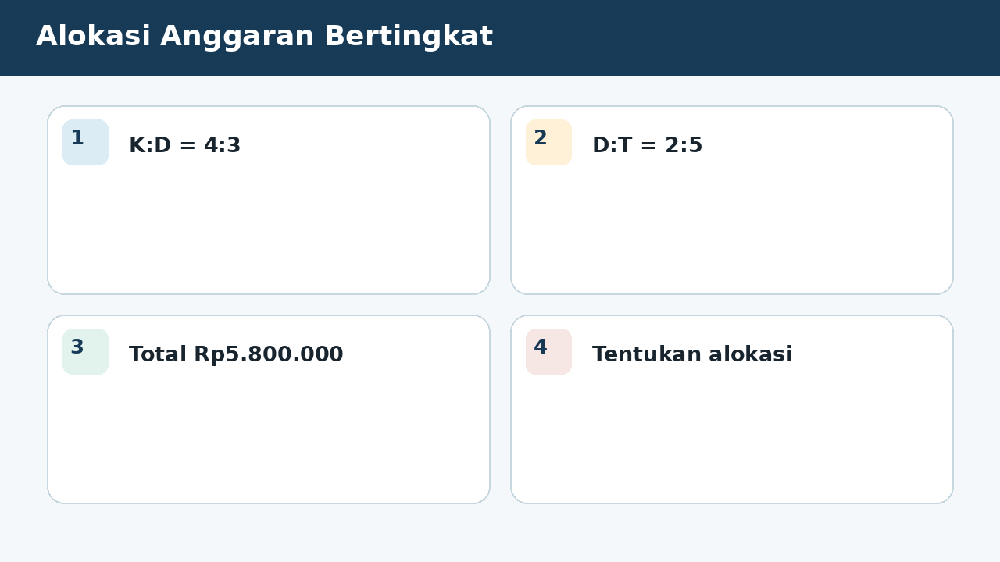 Alokasi Anggaran Bertingkat
1
K:D = 4:3
2
D:T = 2:5
3
Total Rp5.800.000
4
Tentukan alokasi